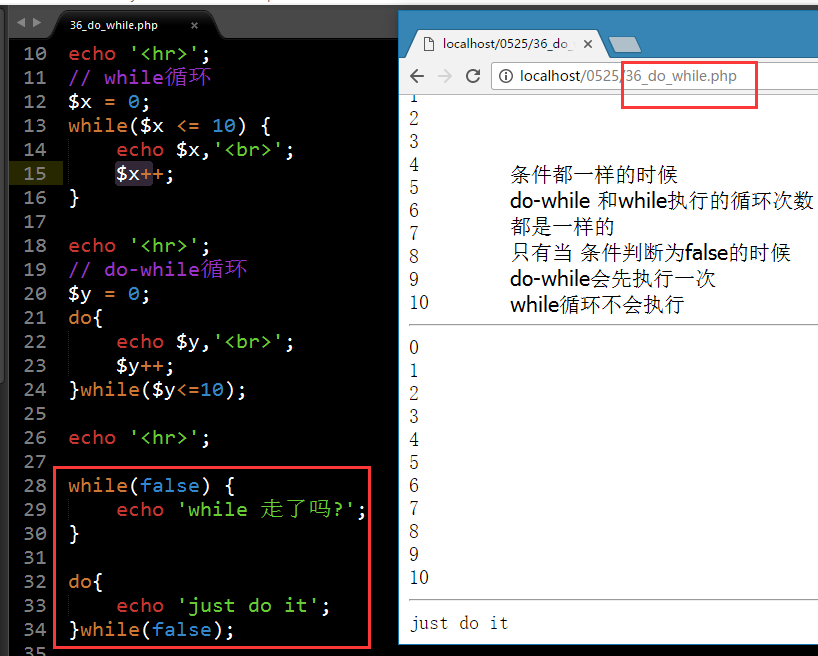 36_do_while.php ×
10 echo '<hr>';
11 // while循环
12 $x = 0;
13 while($x <= 10) {
14 echo $x,'<br>';
15 $x++;
16 }
17
18 echo '<hr>';
19 // do-while循环
20 $y = 0;
21 do{
22 echo $y,'<br>';
23 $y++;
24 }while($y<=10);
25
26 echo '<hr>';
27
28 while(false) {
29 echo 'while 走了吗?';
30 }
31
32 do{
33 echo 'just do it';
34 }while(false);
35
localhost/0525/36_do_ ×
localhost/0525/36_do_while.php
1
2
3
4
5
6
7
8
9
10
条件都一样的时候
do-while 和while执行的循环次数
都是一样的
只有当 条件判断为false的时候
do-while会先执行一次
while循环不会执行
0
1
2
3
4
5
6
7
8
9
10
just do it